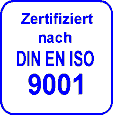 Zertifiziert
nach
DIN EN ISO
9001